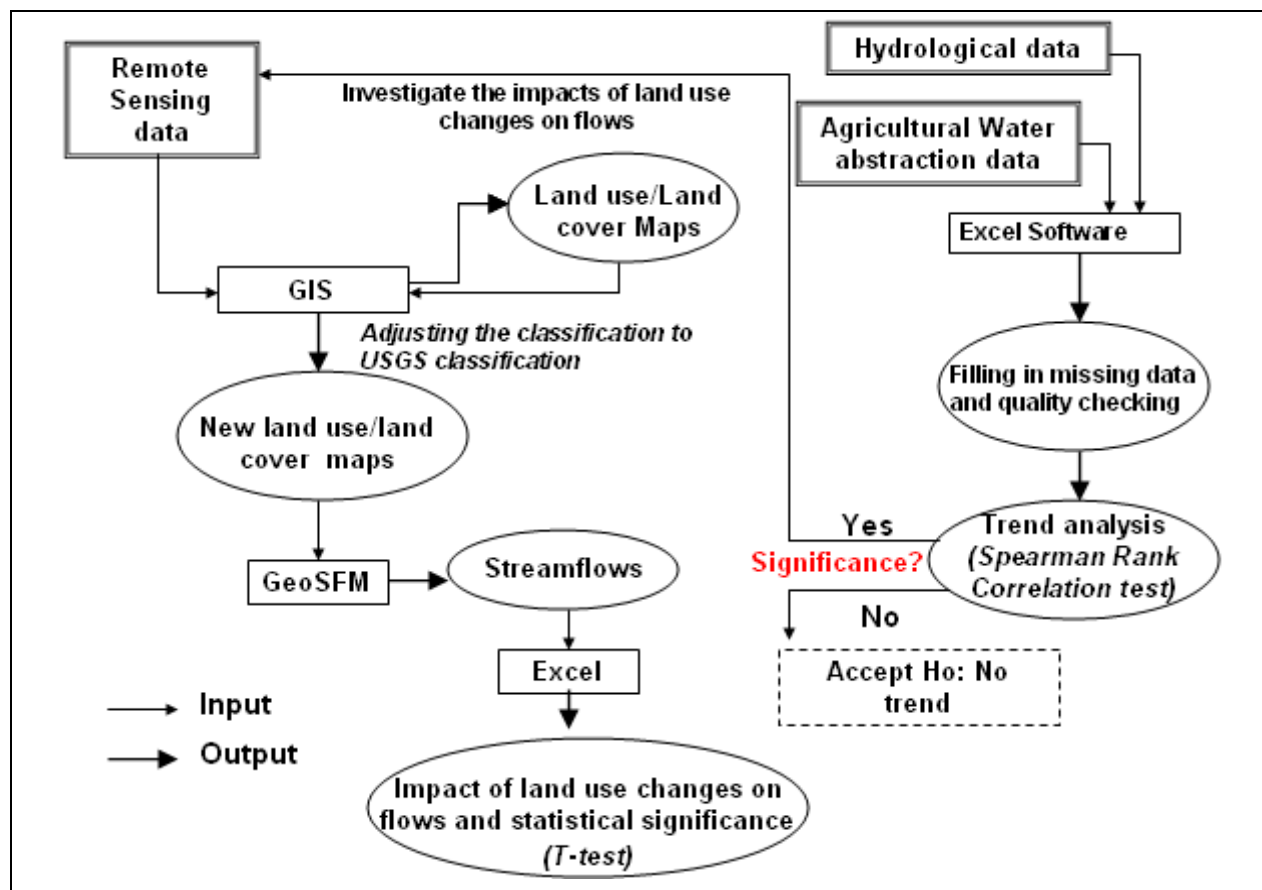 Remote
Sensing
data
Investigate the impacts of land use
changes on flows
Hydrological data
Agricultural Water
abstraction data
Land use/Land
cover Maps
Excel Software
GIS
Adjusting the classification to
USGS classification
Filling in missing data
and quality checking
New land use/land
cover maps
Trend analysis
(Spearman Rank
Correlation test)
Yes
Significance?
No
GeoSFM
Streamflows
Accept Ho: No
trend
Excel
Input
Output
Impact of land use changes on
flows and statistical significance
(T-test)